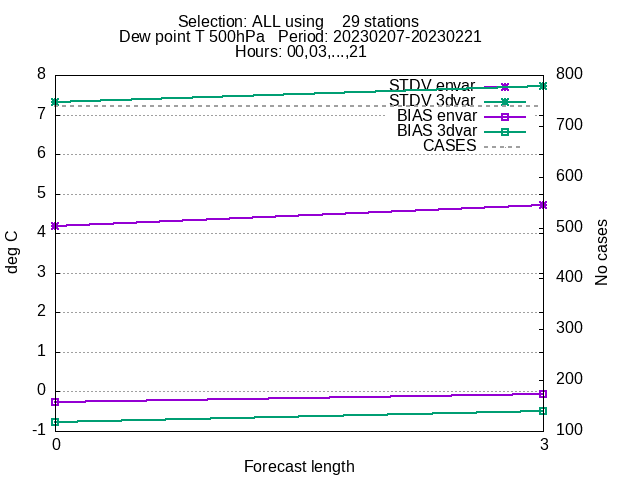 Selection: ALL using    29 stations
Dew point T 500hPa   Period: 20230207-20230221
Hours: 00,03,...,21
STDV envar
STDV 3dvar
BIAS envar
BIAS 3dvar
CASES
8
7
6
5
4
3
2
1
0
-1
deg C
800
700
600
500
400
300
200
100
No cases
0
3
Forecast length